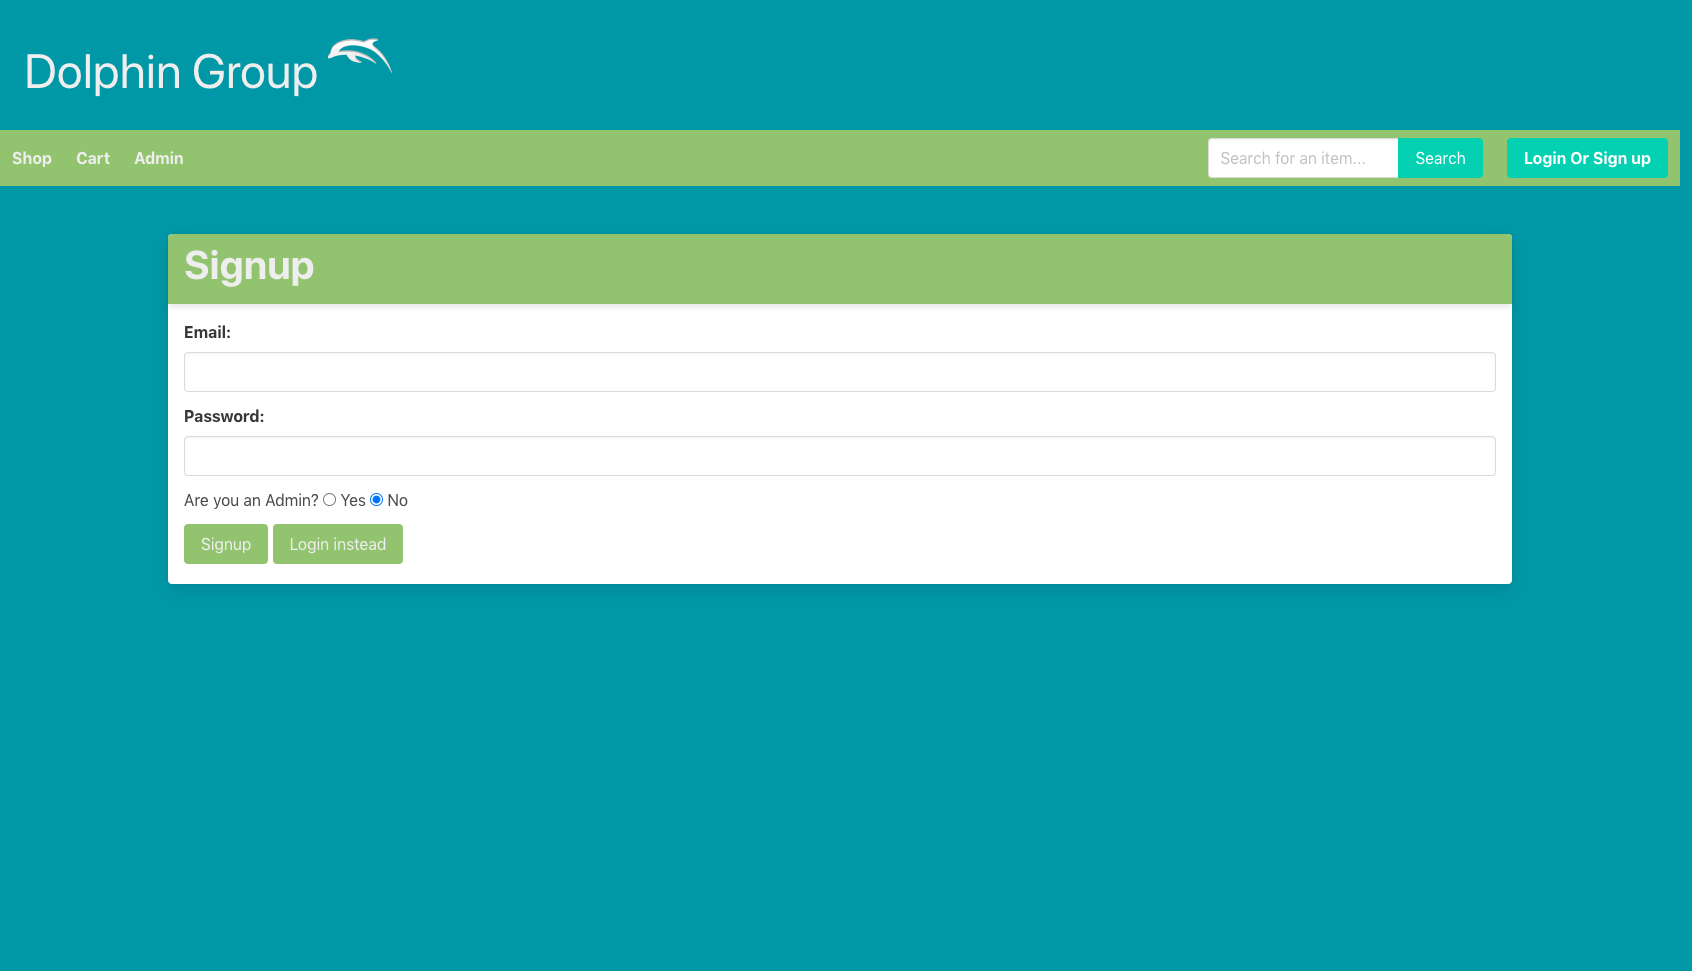 Dolphin Group
Shop Cart Admin Search for an item... Search Login Or Sign up
Signup
Email:
Password:
Are you an Admin? Yes No
Signup Login instead